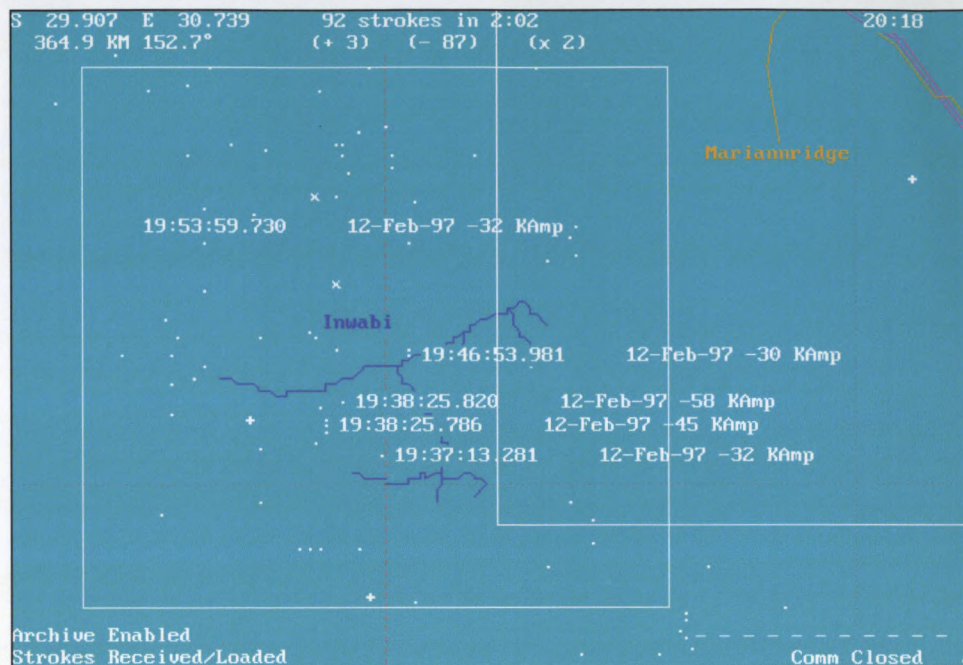 S 29.907 E 30.739 92 strokes in 2:02 20:18
364.9 KM 152.7° (+ 3) (- 87) (x 2)
Mariannridge
19:53:59.730 12-Feb-97 -32 KAmp
Inwabi
19:46:53.981 12-Feb-97 -30 KAmp
19:38:25.820 12-Feb-97 -58 KAmp
19:38:25.786 12-Feb-97 -45 KAmp
19:37:13.281 12-Feb-97 -32 KAmp
Archive Enabled
Strokes Received/Loaded Comm Closed